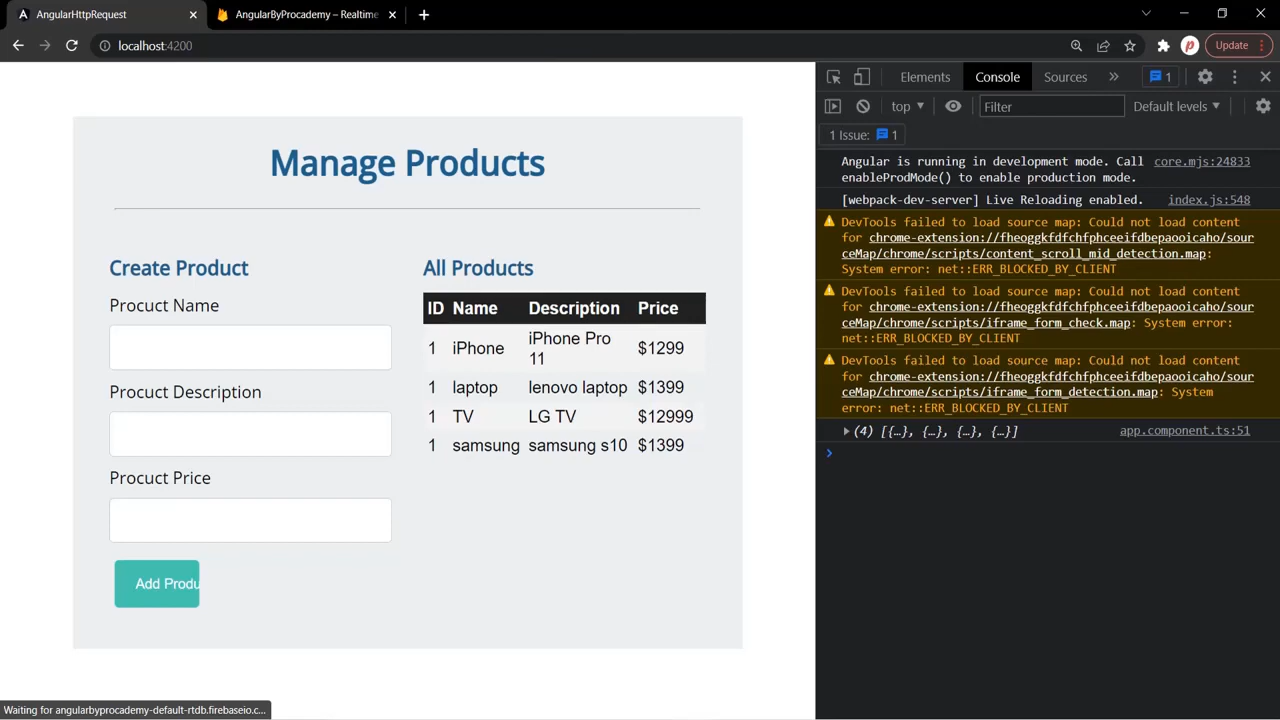 AngularHttpRequest
AngularByProcademy – Realtime
localhost:4200
Update
Manage Products
Create Product
Procuct Name
Product Description
Procuct Price
Add Produ
All Products
ID Name Description Price
1 iPhone iPhone Pro 11 $1299
1 laptop lenovo laptop $1399
1 TV LG TV $12999
1 samsung samsung s10 $1399
Waiting for angularbyprocademy-default-rtdb.firebaseio.c...
Elements Console Sources » 1
top Filter Default levels
1 Issue: 1
Angular is running in development mode. Call core.mjs:24833
enableProdMode() to enable production mode.
[webpack-dev-server] Live Reloading enabled. index.js:548
DevTools failed to load source map: Could not load content
for chrome-extension://fheoggkfdfchfphceeifdbepaooicaho/sour
ceMap/chrome/scripts/content_scroll_mid_detection.map:
System error: net::ERR_BLOCKED_BY_CLIENT
DevTools failed to load source map: Could not load content
for chrome-extension://fheoggkfdfchfphceeifdbepaooicaho/sour
ceMap/chrome/scripts/iframe_form_check.map: System error:
net::ERR_BLOCKED_BY_CLIENT
DevTools failed to load source map: Could not load content
for chrome-extension://fheoggkfdfchfphceeifdbepaooicaho/sour
ceMap/chrome/scripts/iframe_form_detection.map: System
error: net::ERR_BLOCKED_BY_CLIENT
(4) [{…}, {…}, {…}, {…}] app.component.ts:51